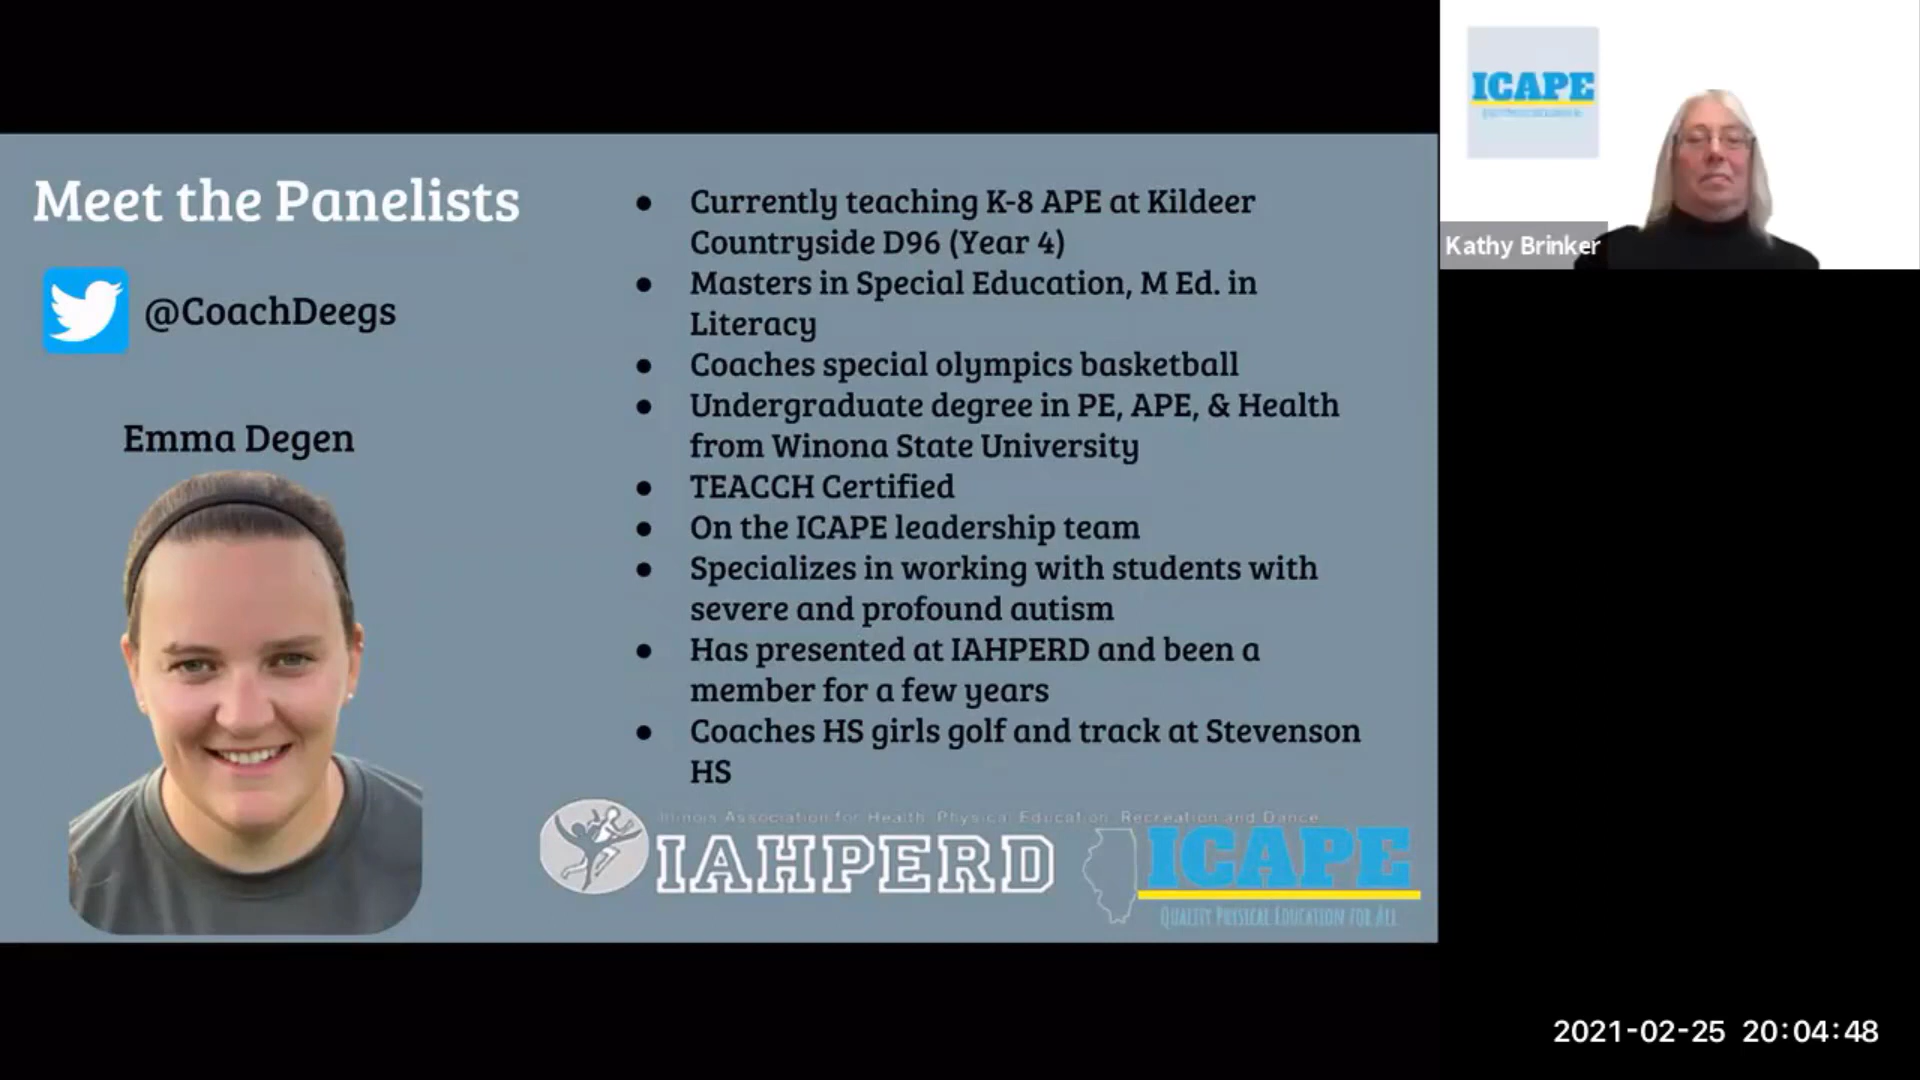 Meet the Panelists
@CoachDeegs
Emma Degen
● Currently teaching K-8 APE at Kildeer
Countryside D96 (Year 4)
● Masters in Special Education, M Ed. in
Literacy
● Coaches special olympics basketball
● Undergraduate degree in PE, APE, & Health
from Winona State University
● TEACCH Certified
● On the ICAPE leadership team
● Specializes in working with students with
severe and profound autism
● Has presented at IAHPERD and been a
member for a few years
● Coaches HS girls golf and track at Stevenson
HS
Illinois Association for Health, Physical Education, Recreation and Dance
IAHPERD
ICAPE
QUALITY PHYSICAL EDUCATION FOR ALL
ICAPE
Kathy Brinker
2021-02-25 20:04:48